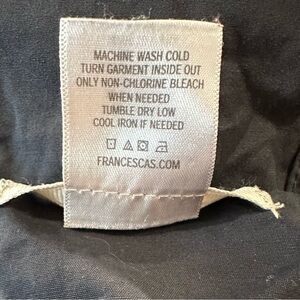 MACHINE WASH COLD
TURN GARMENT INSIDE OUT
ONLY NON-CHLORINE BLEACH
WHEN NEEDED
TUMBLE DRY LOW
COOL IRON IF NEEDED
FRANCESCAS.COM